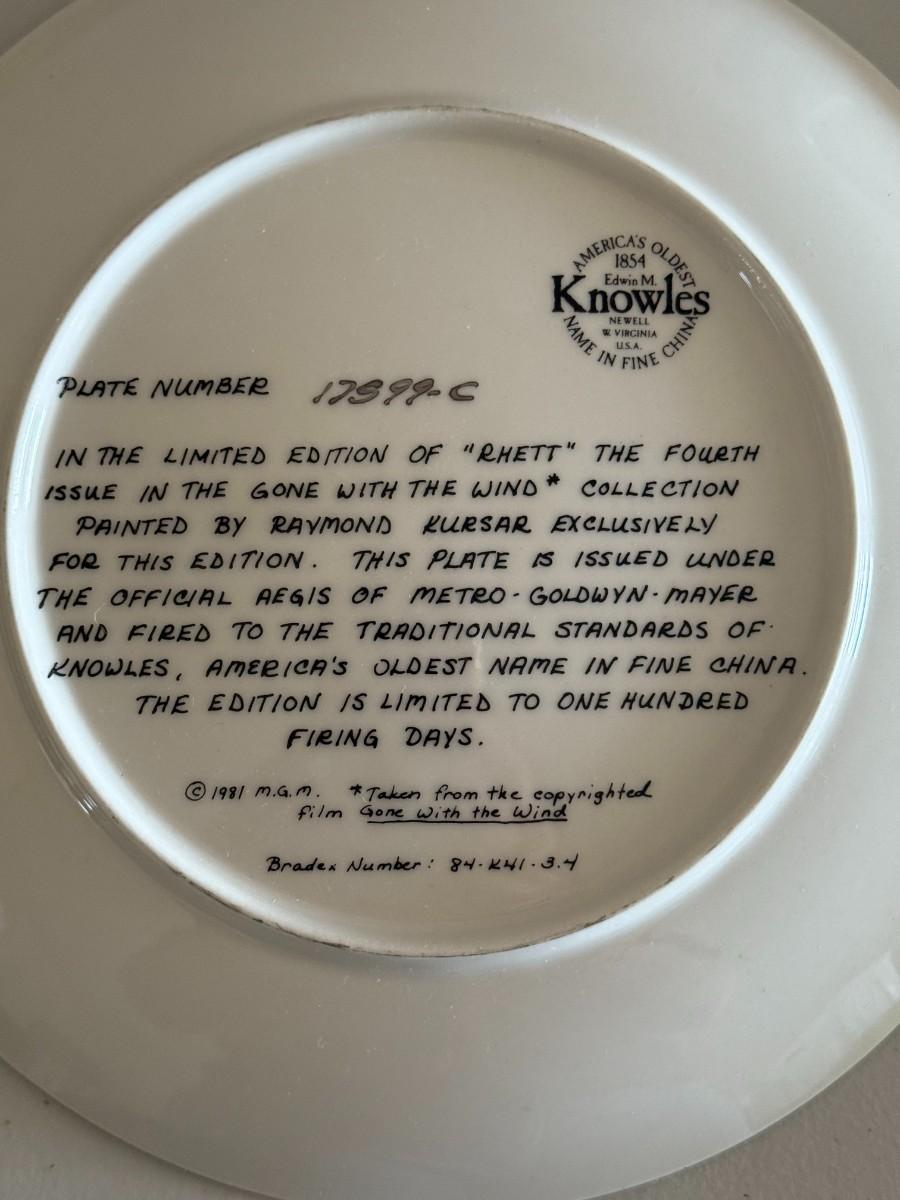 AMERICA'S OLDEST
1854
Edwin M.
Knowles
NEWELL
W. VIRGINIA
U.S.A.
NAME IN FINE CHINA
PLATE NUMBER 17599-C
IN THE LIMITED EDITION OF "RHETT" THE FOURTH
ISSUE IN THE GONE WITH THE WIND* COLLECTION
PAINTED BY RAYMOND KURSAR EXCLUSIVELY
FOR THIS EDITION. THIS PLATE IS ISSUED UNDER
THE OFFICIAL AEGIS OF METRO-GOLDWYN-MAYER
AND FIRED TO THE TRADITIONAL STANDARDS OF
KNOWLES, AMERICA'S OLDEST NAME IN FINE CHINA.
THE EDITION IS LIMITED TO ONE HUNDRED
FIRING DAYS.
© 1981 M.G.M. *Taken from the copyrighted
film Gone With the Wind
Bradex Number: 84-K41-3.4